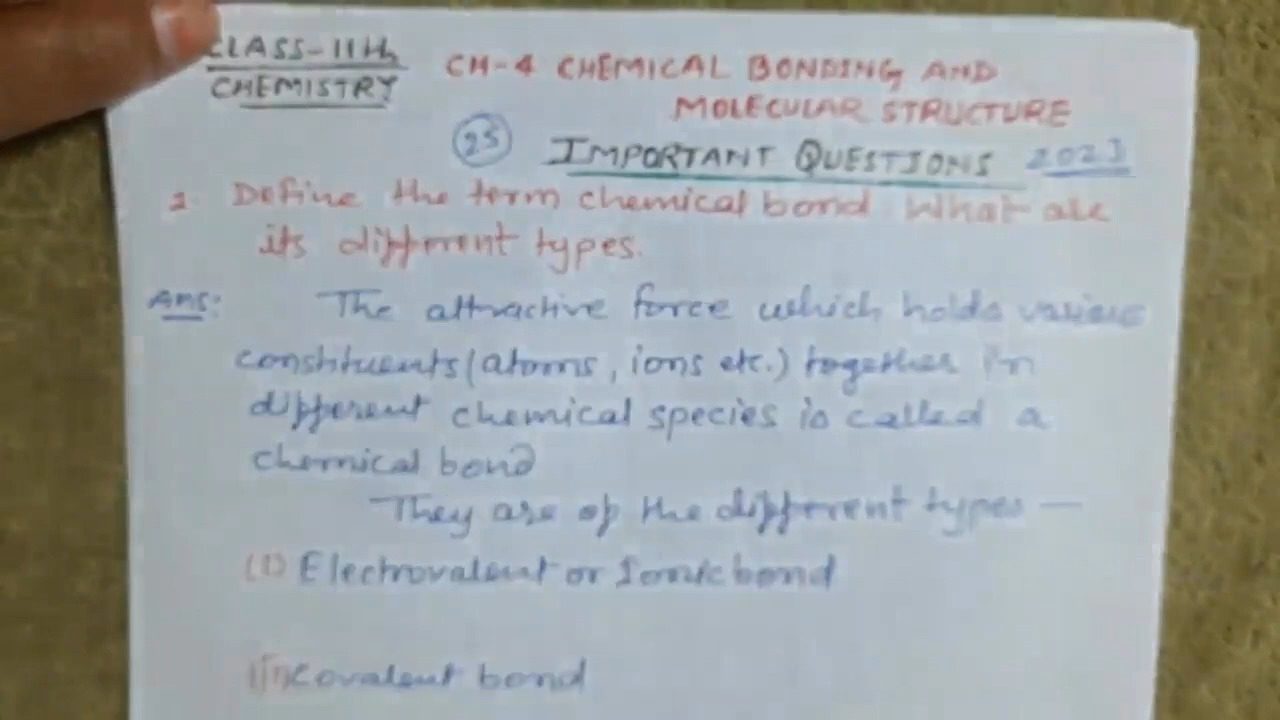 CLASS-11th
CHEMISTRY
CH-4 CHEMICAL BONDING AND
MOLECULAR STRUCTURE
25 IMPORTANT QUESTIONS 2023
1. Define the term chemical bond What are
its different types.
Ans: The attractive force which holds various
constituents (atoms, ions etc.) together in
different chemical species is called a
chemical bond
They are of the different types —
(I) Electrovalent or Ionic bond
(ii) Covalent bond